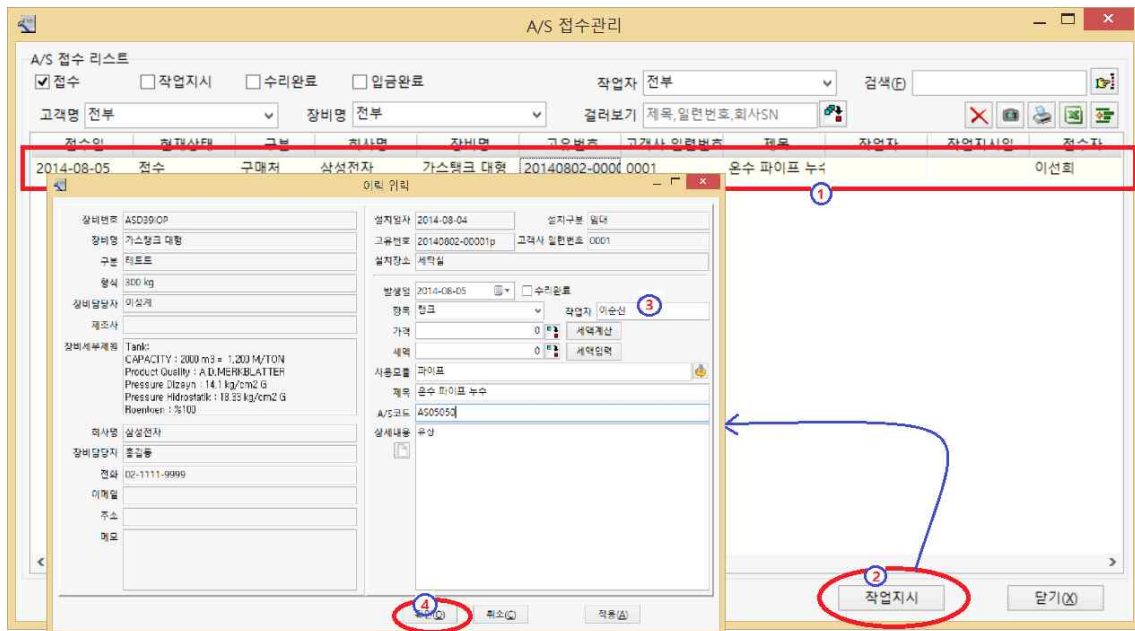 A/S 접수관리
A/S 접수 리스트
접수 작업지시 수리완료 입금완료 작업자 전부 검색(F)
고객명 전부 장비명 전부 걸러보기 제목,일련번호,회사SN
접수일 현재상태 구분 회사명 장비명 고유번호 고객사 일련번호 제목 작업자 작업지시일 접수자
2014-08-05 접수 구매처 삼성전자 가스탱크 대형 20140802-0000 0001 온수 파이프 누수 이선희
1
이력
장비번호 ASD39IOP
장비명 가스탱크 대형
구분
형식 300 kg
장비담당자 이성계
제조사
장비세부제원 Tank:
CAPACITY : 2000 m3 = 1,200 M/TON
Product Quality : A.D.MERKBLATTER
Pressure Dizayn : 14.1 kg/cm2 G
Pressure Hidrostatik : 18.33 kg/cm2 G
Roentgen : %100
회사명 삼성전자
장비담당자 홍길동
전화 02-1111-9999
이메일
주소
메모
설치일자 2014-08-04 설치구분 임대
고유번호 20140802-00001p 고객사 일련번호 0001
설치장소 세탁실
발생일 2014-08-05 수리완료
항목 탱크 작업자 이순신 3
가격 0 세액계산
세액 0 세액입력
사용모듈 파이프
제목 온수 파이프 누수
A/S코드 AS05050
상세내용 유상
4
확인(O) 취소(C) 적용(A)
2
작업지시 닫기(X)